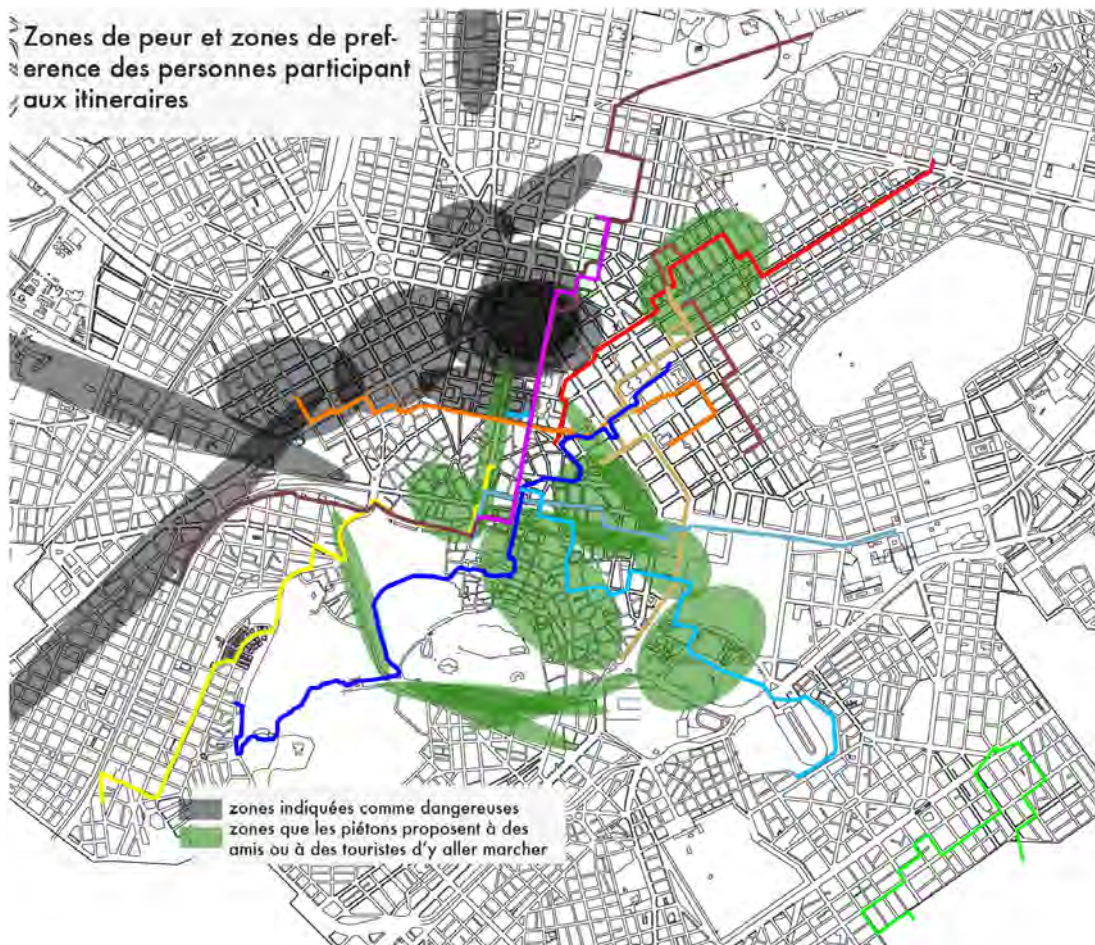 Zones de peur et zones de pref-
erence des personnes participant
aux itineraires
zones indiquées comme dangereuses
zones que les piétons proposent à des
amis ou à des touristes d'y aller marcher